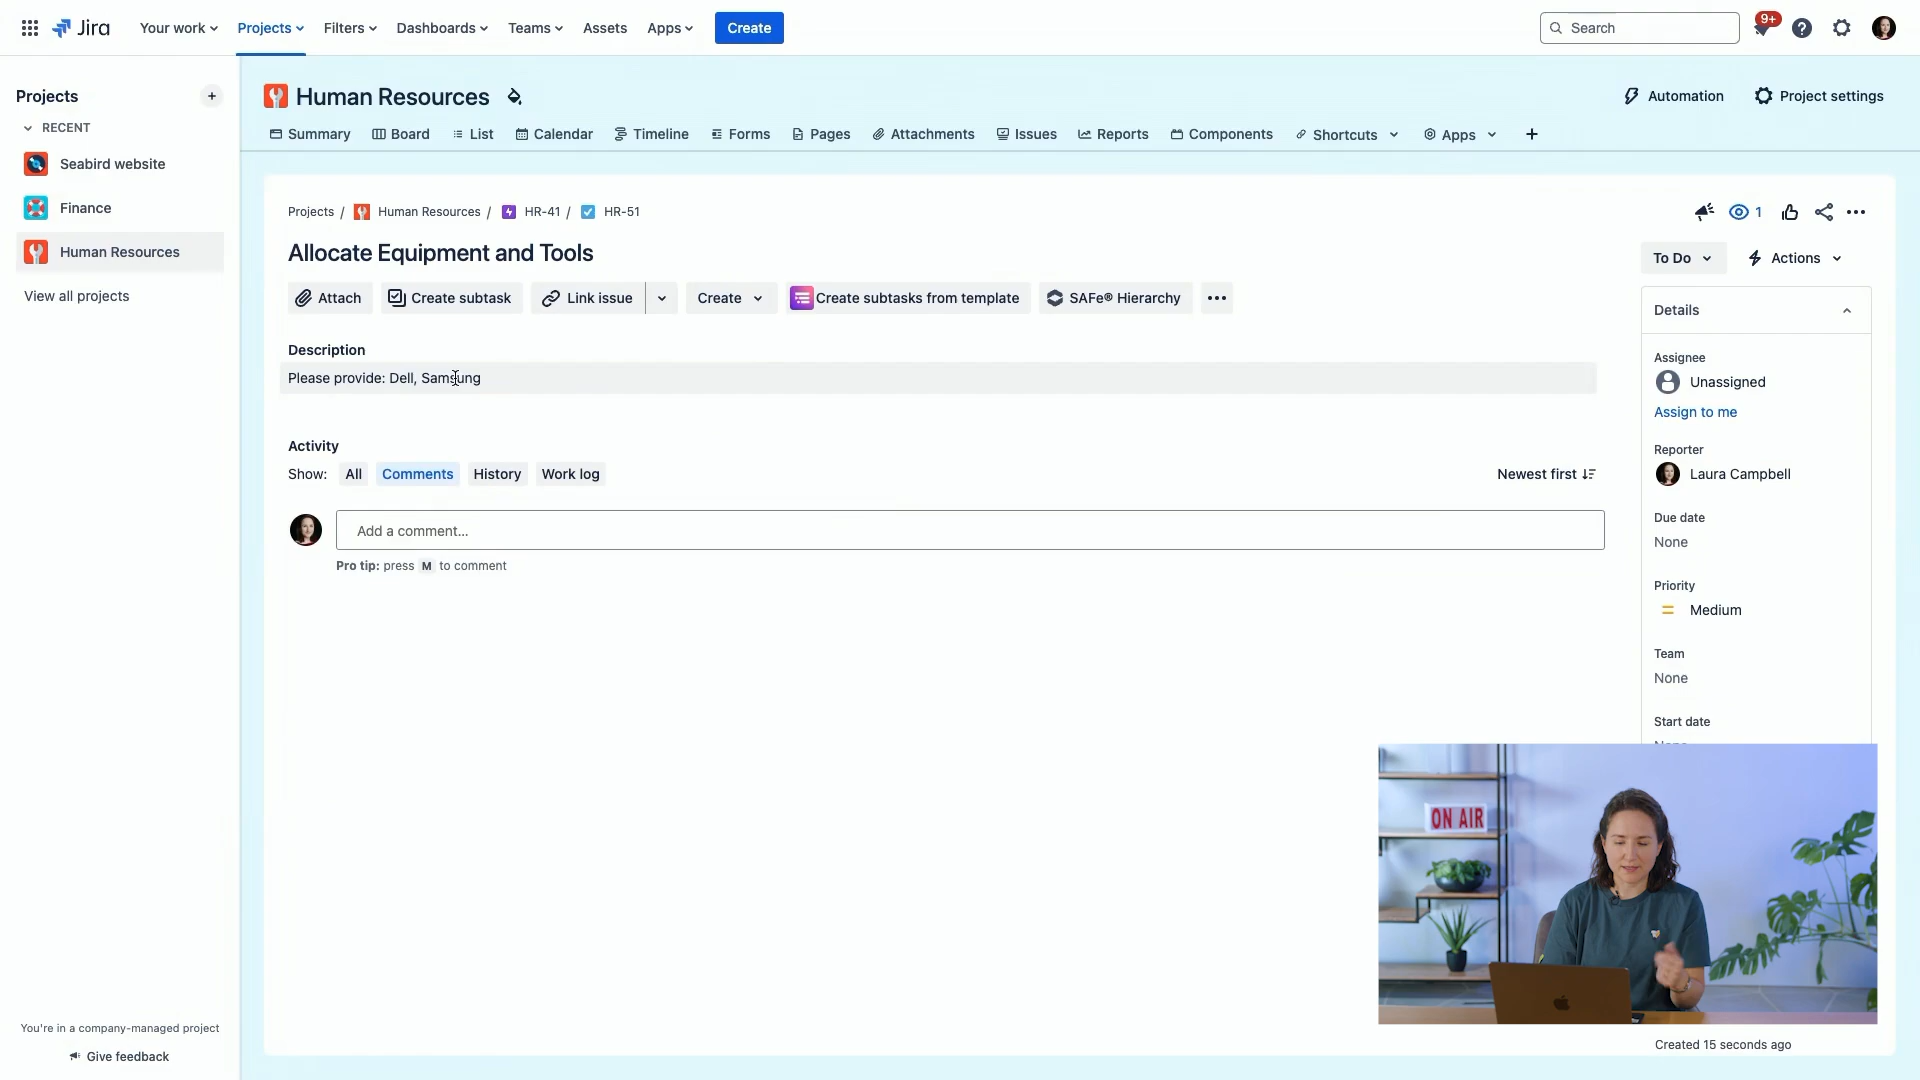 Jira
Your work
Projects
Filters
Dashboards
Teams
Assets
Apps
Create
Search
9+
Projects
+
RECENT
Seabird website
Finance
Human Resources
View all projects
You're in a company-managed project
Give feedback
Human Resources
Automation
Project settings
Summary
Board
List
Calendar
Timeline
Forms
Pages
Attachments
Issues
Reports
Components
Shortcuts
Apps
+
Projects / Human Resources / HR-41 / HR-51
1
Allocate Equipment and Tools
To Do
Actions
Attach
Create subtask
Link issue
Create
Create subtasks from template
SAFe® Hierarchy
Description
Please provide: Dell, Samsung
Activity
Show: All Comments History Work log
Newest first
Add a comment...
Pro tip: press M to comment
Details
Assignee
Unassigned
Assign to me
Reporter
Laura Campbell
Due date
None
Priority
Medium
Team
None
Start date
ON AIR
Created 15 seconds ago